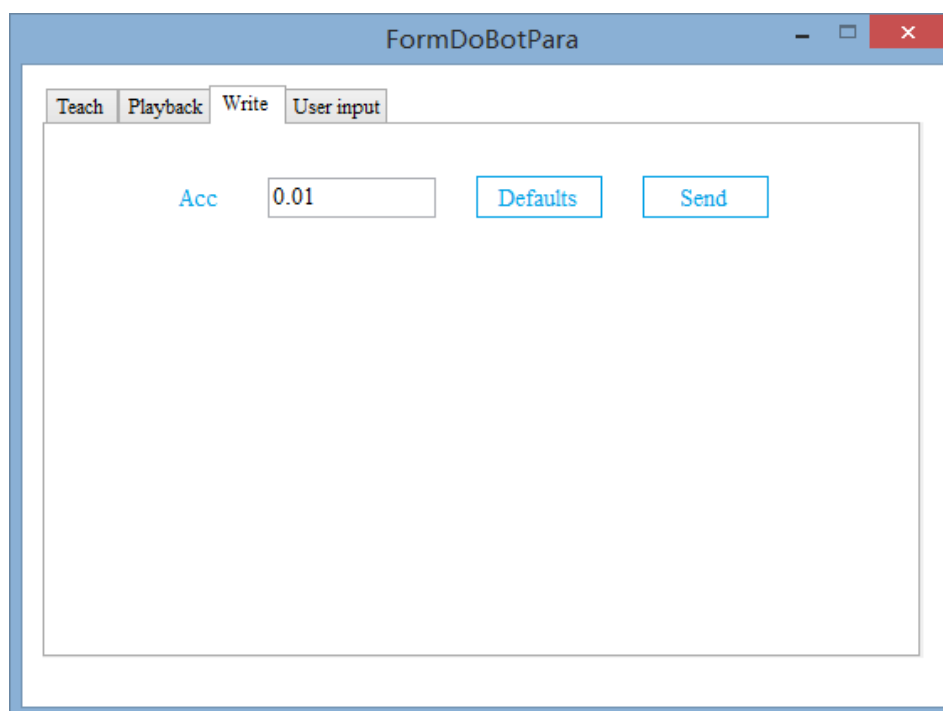 FormDoBotPara
Teach Playback Write User input
Acc 0.01 Defaults Send